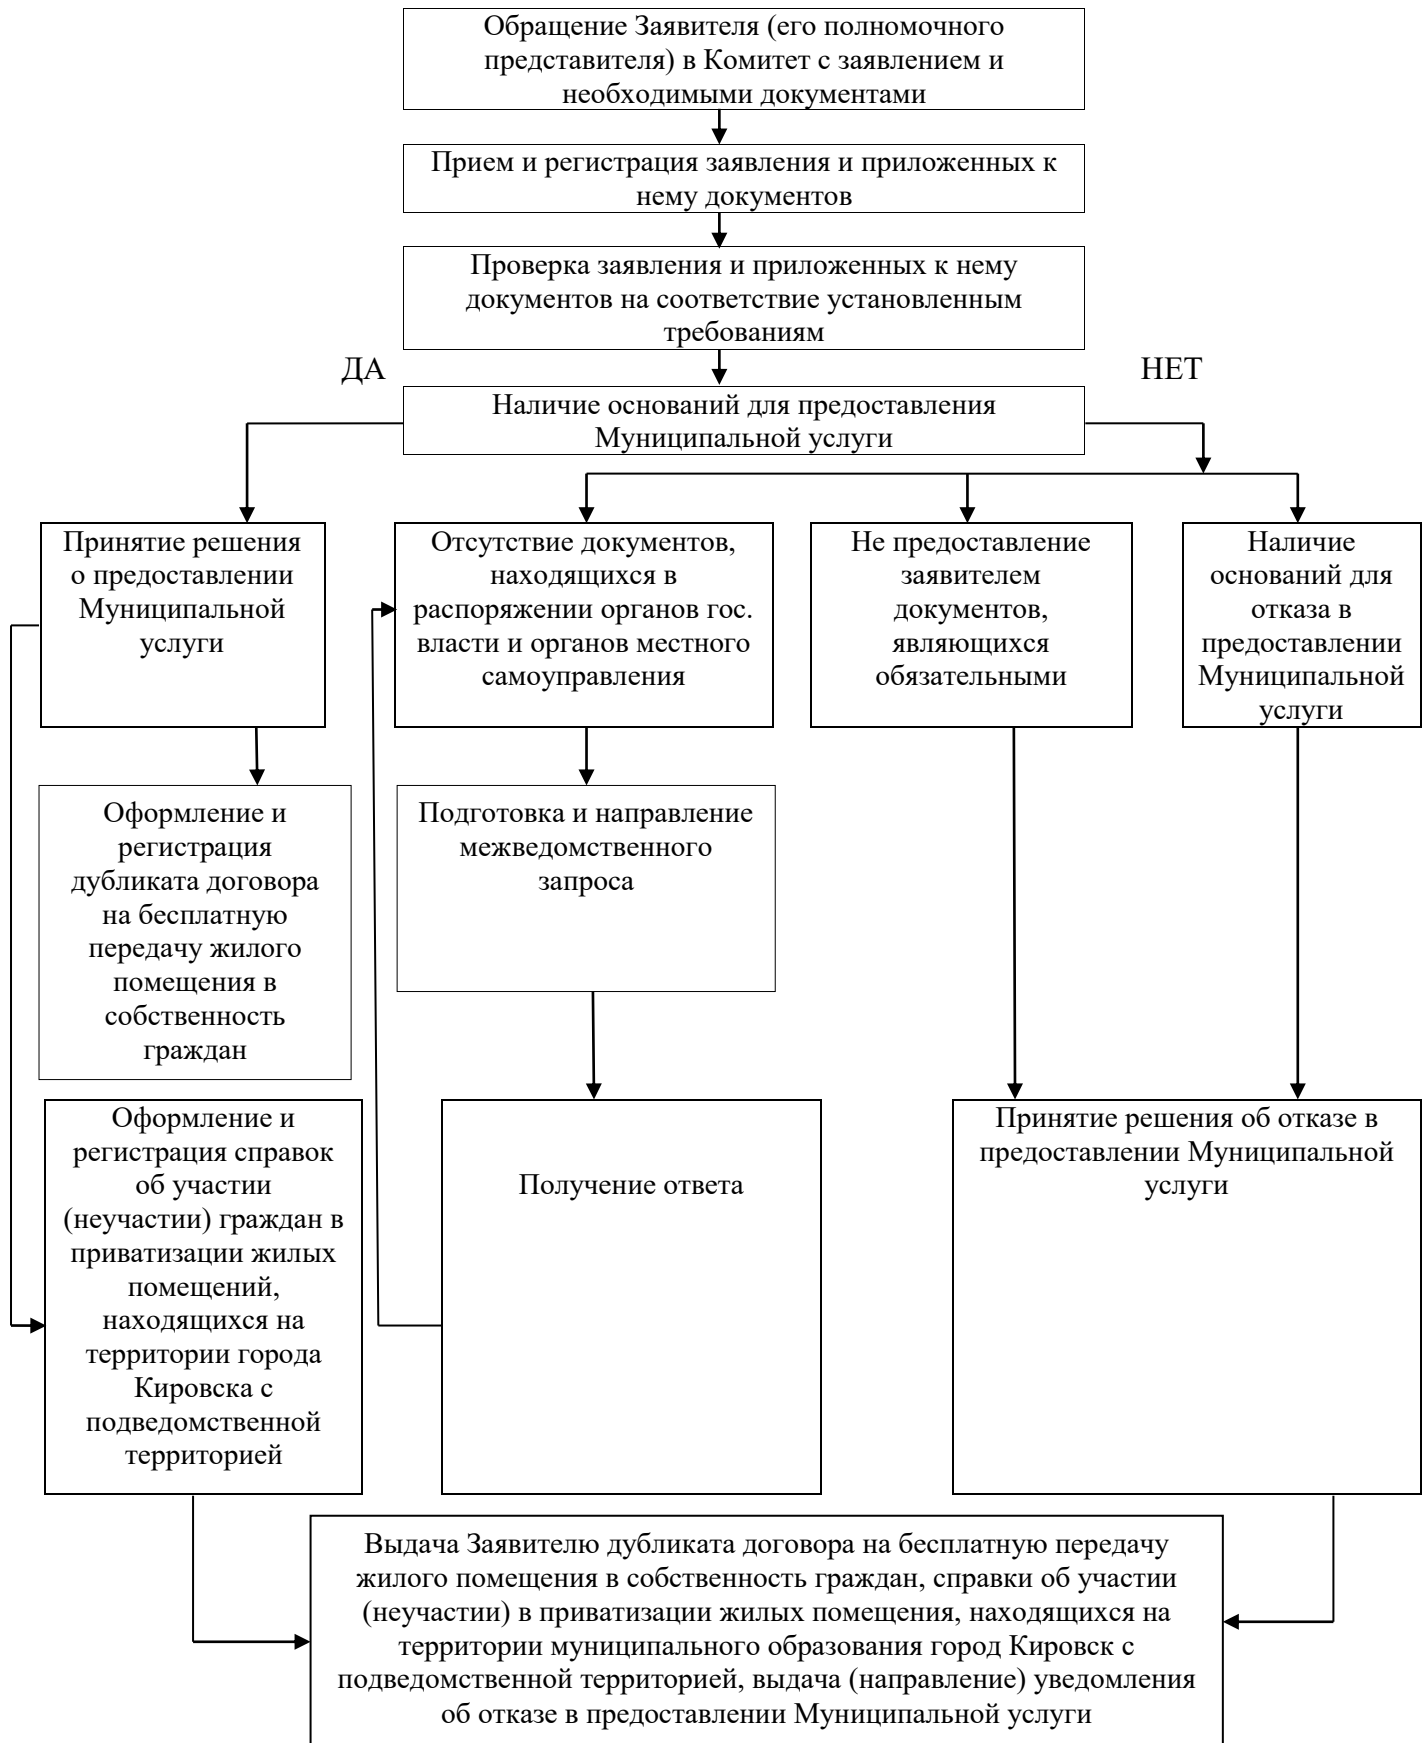 Обращение Заявителя (его полномочного
представителя) в Комитет с заявлением и
необходимыми документами
Прием и регистрация заявления и приложенных к
нему документов
Проверка заявления и приложенных к нему
документов на соответствие установленным
требованиям
ДА
НЕТ
Наличие оснований для предоставления
Муниципальной услуги
Принятие решения
о предоставлении
Муниципальной
услуги
Отсутствие документов,
находящихся в
распоряжении органов гос.
власти и органов местного
самоуправления
Не предоставление
заявителем
документов,
являющихся
обязательными
Наличие
оснований для
отказа в
предоставлении
Муниципальной
услуги
Оформление и
регистрация
дубликата договора
на бесплатную
передачу жилого
помещения в
собственность
граждан
Подготовка и направление
межведомственного
запроса
Оформление и
регистрация справок
об участии
(неучастии) граждан в
приватизации жилых
помещений,
находящихся на
территории города
Кировска с
подведомственной
территорией
Получение ответа
Принятие решения об отказе в
предоставлении Муниципальной
услуги
Выдача Заявителю дубликата договора на бесплатную передачу
жилого помещения в собственность граждан, справки об участии
(неучастии) в приватизации жилых помещения, находящихся на
территории муниципального образования город Кировск с
подведомственной территорией, выдача (направление) уведомления
об отказе в предоставлении Муниципальной услуги